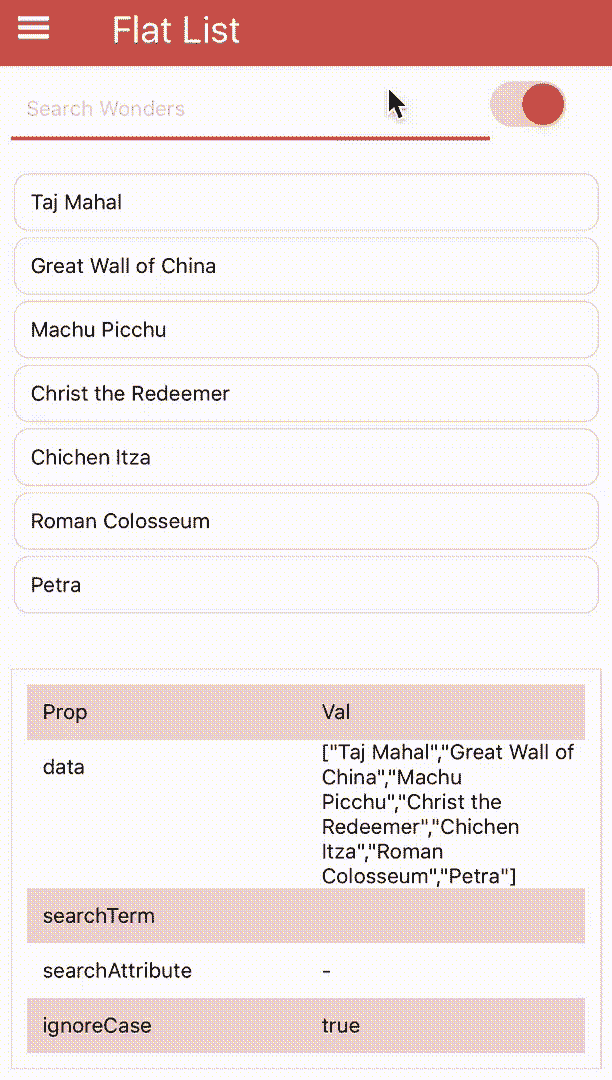 Flat List
Search Wonders
Taj Mahal
Great Wall of China
Machu Picchu
Christ the Redeemer
Chichen Itza
Roman Colosseum
Petra
Prop Val
data ["Taj Mahal","Great Wall of
China","Machu
Picchu","Christ the
Redeemer","Chichen
Itza","Roman
Colosseum","Petra"]
searchTerm
searchAttribute -
ignoreCase true